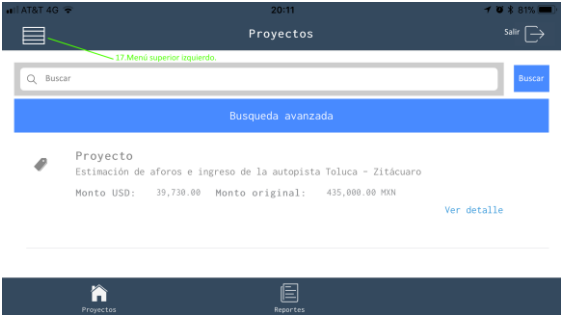 AT&T 4G 20:11 81%
Proyectos
Salir
17.Menú superior izquierdo.
Buscar Buscar
Busqueda avanzada
Proyecto
Estimación de aforos e ingreso de la autopista Toluca - Zitácuaro
Monto USD: 39,730.00 Monto original: 435,000.00 MXN
Ver detalle
Proyectos Reportes